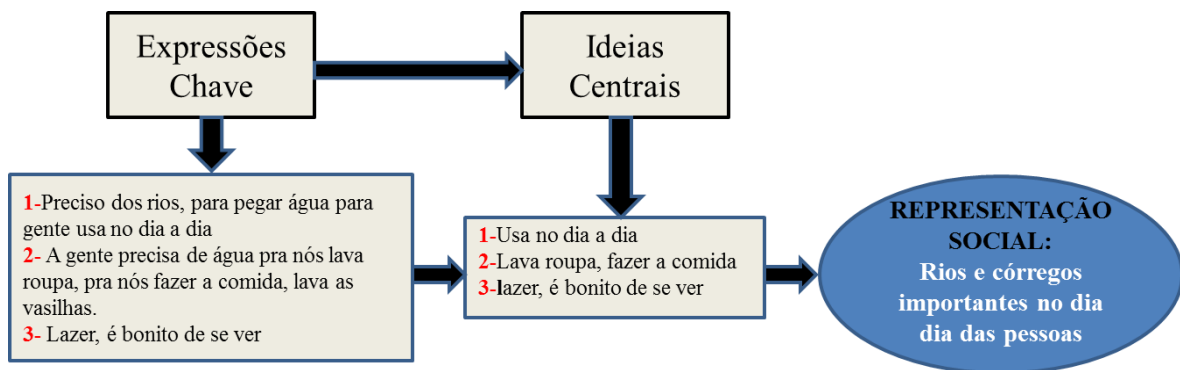 Expressões
Chave
Ideias
Centrais
1-Preciso dos rios, para pegar água para
gente usa no dia a dia
2- A gente precisa de água pra nós lava
roupa, pra nós fazer a comida, lava as
vasilhas.
3- Lazer, é bonito de se ver
1-Usa no dia a dia
2-Lava roupa, fazer a comida
3-lazer, é bonito de se ver
REPRESENTAÇÃO
SOCIAL:
Rios e córregos
importantes no dia
dia das pessoas